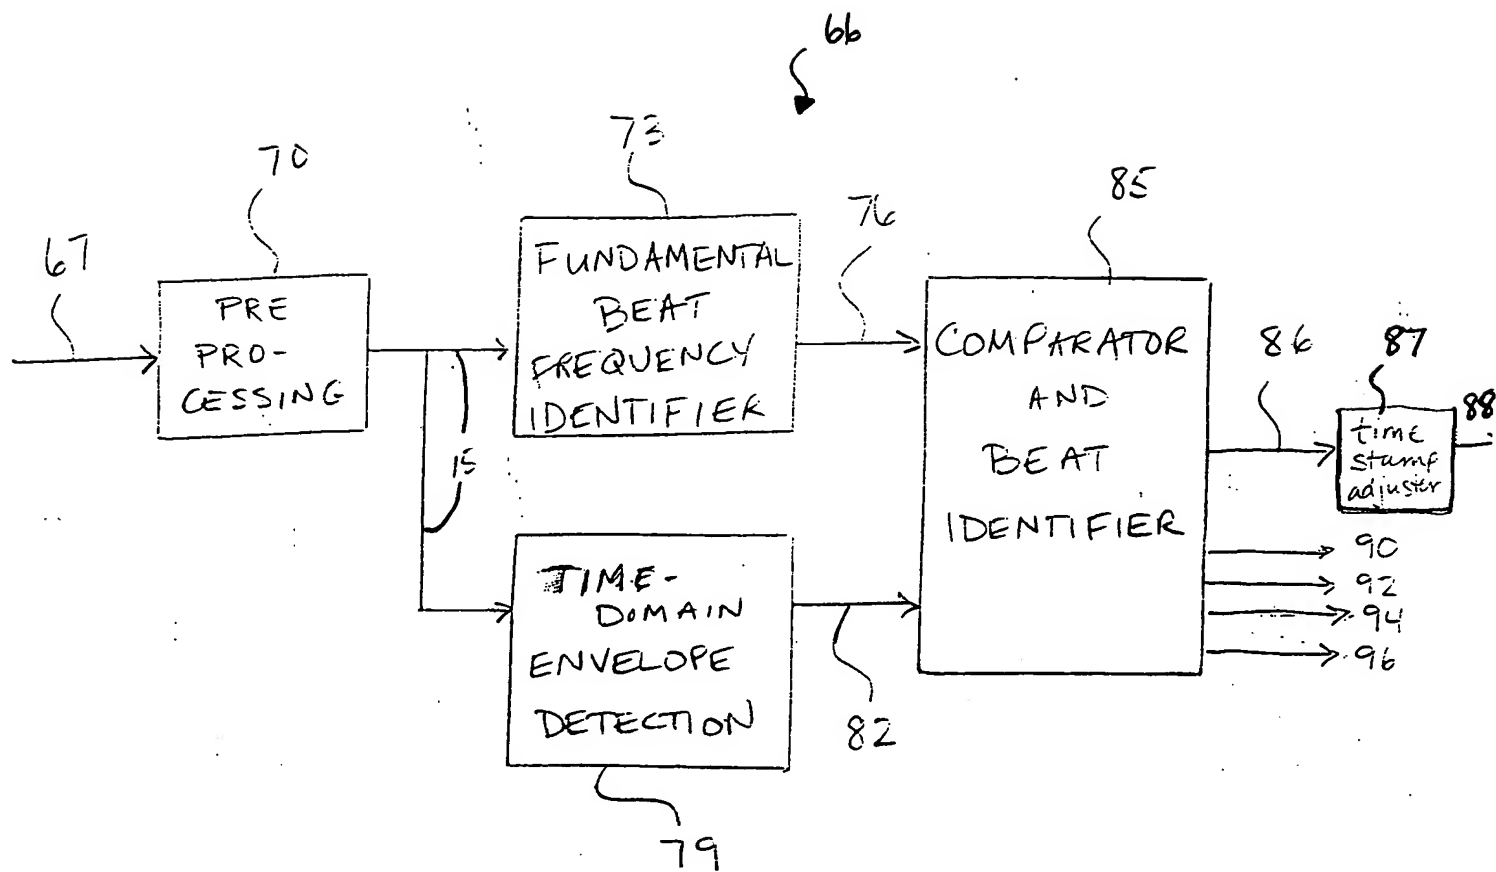 66
73
70
85
76
67
FUNDAMENTAL
BEAT
FREQUENCY
IDENTIFIER
PRE
PRO-
CESSING
COMPARATOR
AND
BEAT
IDENTIFIER
86
87
88
time
stamp
adjuster
15
TIME-
DOMAIN
ENVELOPE
DETECTION
90
92
94
96
82
79